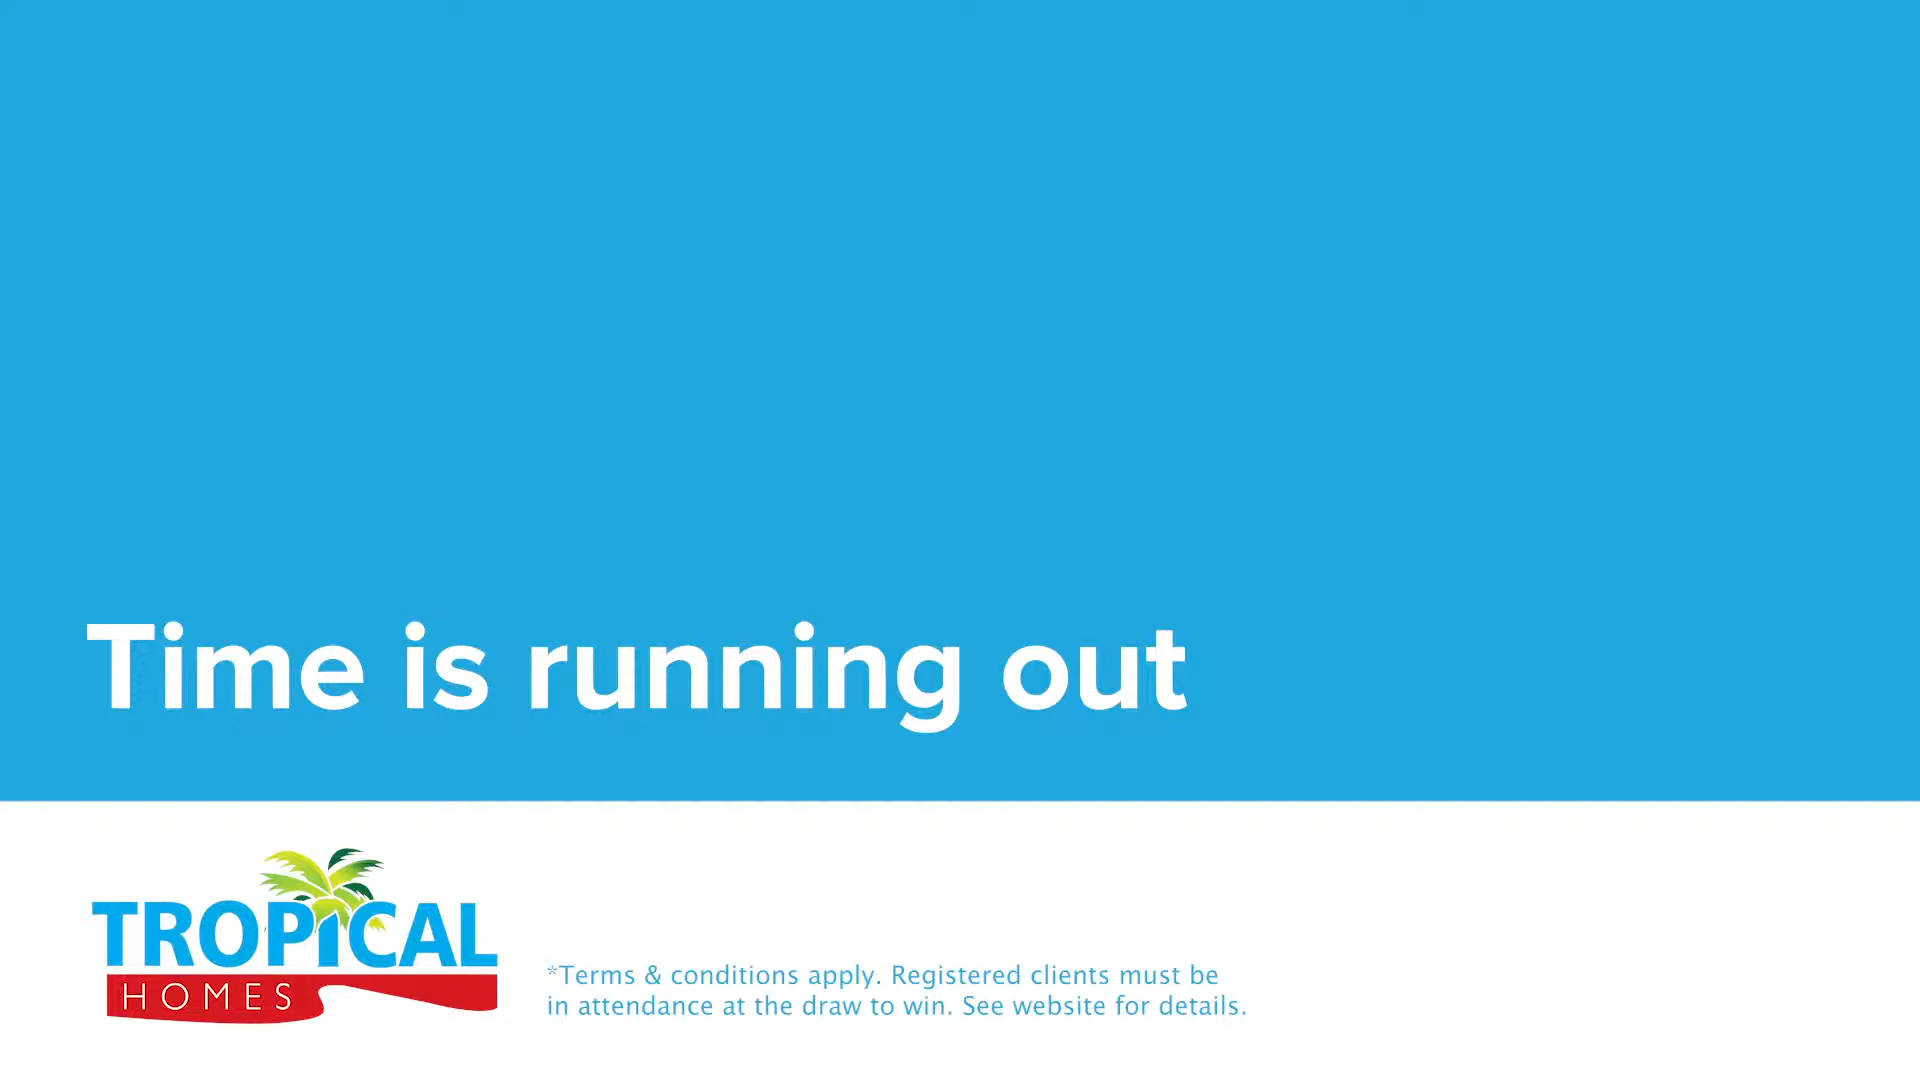 Time is running out
TROPICAL
HOMES
*Terms & conditions apply. Registered clients must be
in attendance at the draw to win. See website for details.